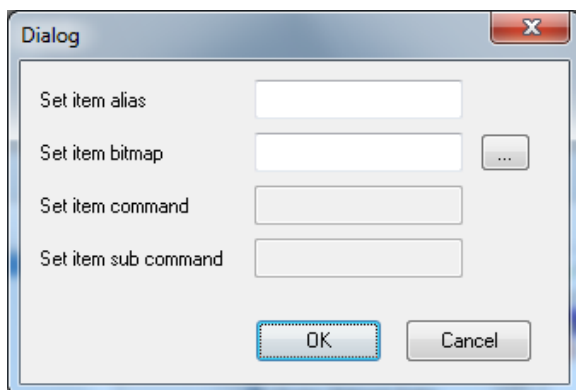 Dialog
Set item alias
Set item bitmap
...
Set item command
Set item sub command
OK
Cancel